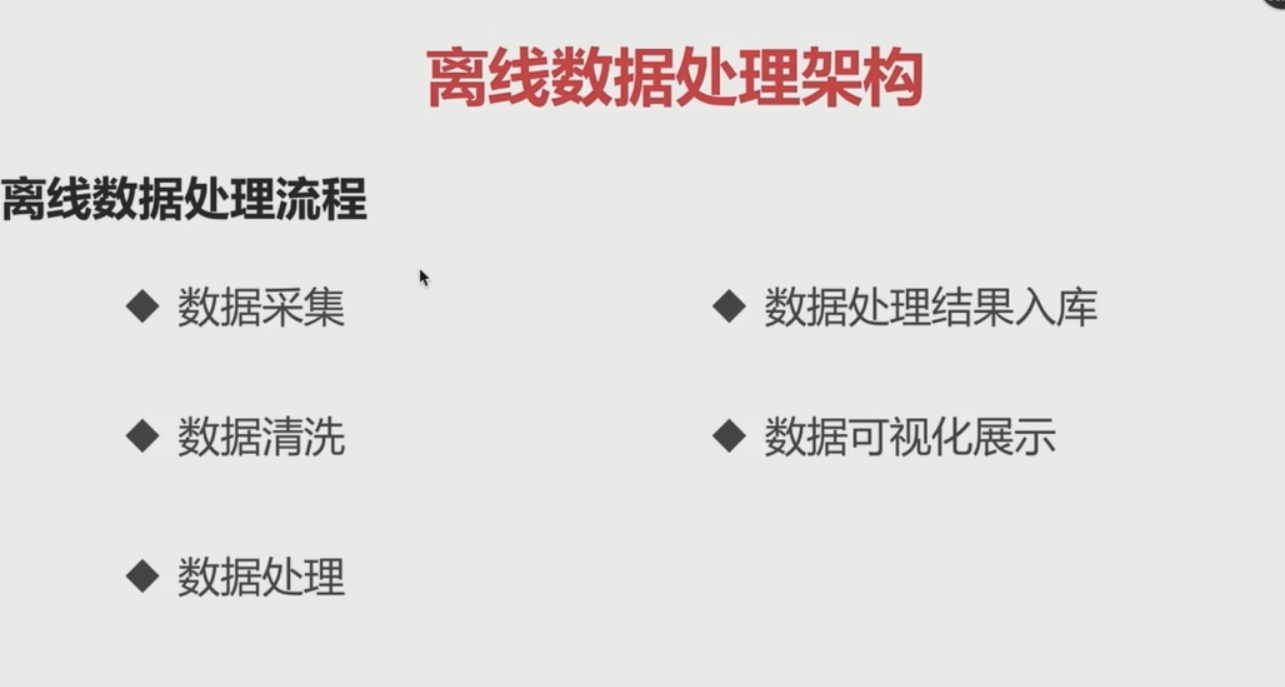 离线数据处理架构
离线数据处理流程
◆ 数据采集
◆ 数据清洗
◆ 数据处理
◆ 数据处理结果入库
◆ 数据可视化展示